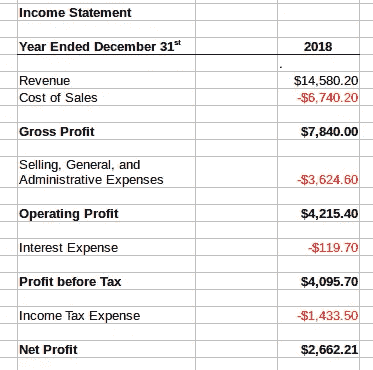 Income Statement
Year Ended December 31st 2018
Revenue $14,580.20
Cost of Sales -$6,740.20
Gross Profit $7,840.00
Selling, General, and
Administrative Expenses -$3,624.60
Operating Profit $4,215.40
Interest Expense -$119.70
Profit before Tax $4,095.70
Income Tax Expense -$1,433.50
Net Profit $2,662.21